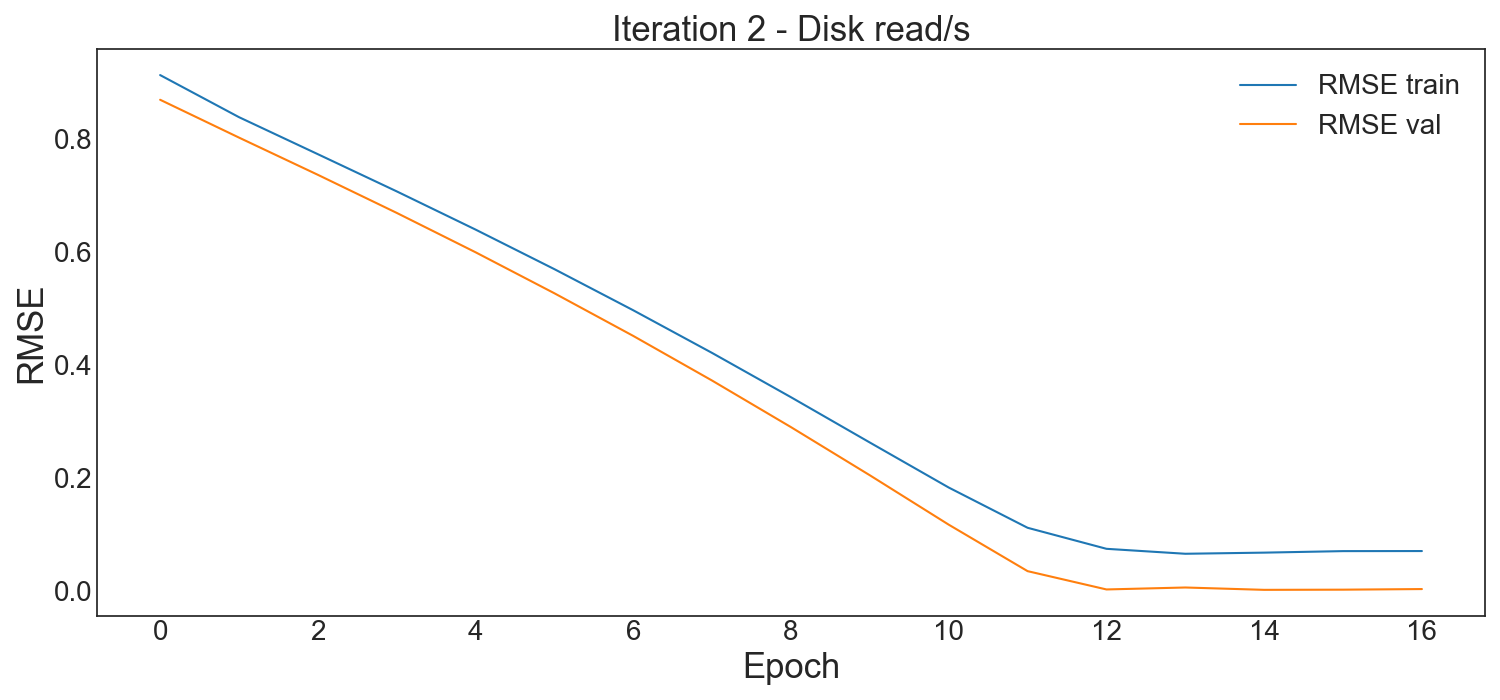 Iteration 2 - Disk read/s
RMSE train
RMSE val
0.8
0.6
0.4
0.2
0.0
RMSE
0 2 4 6 8 10 12 14 16
Epoch